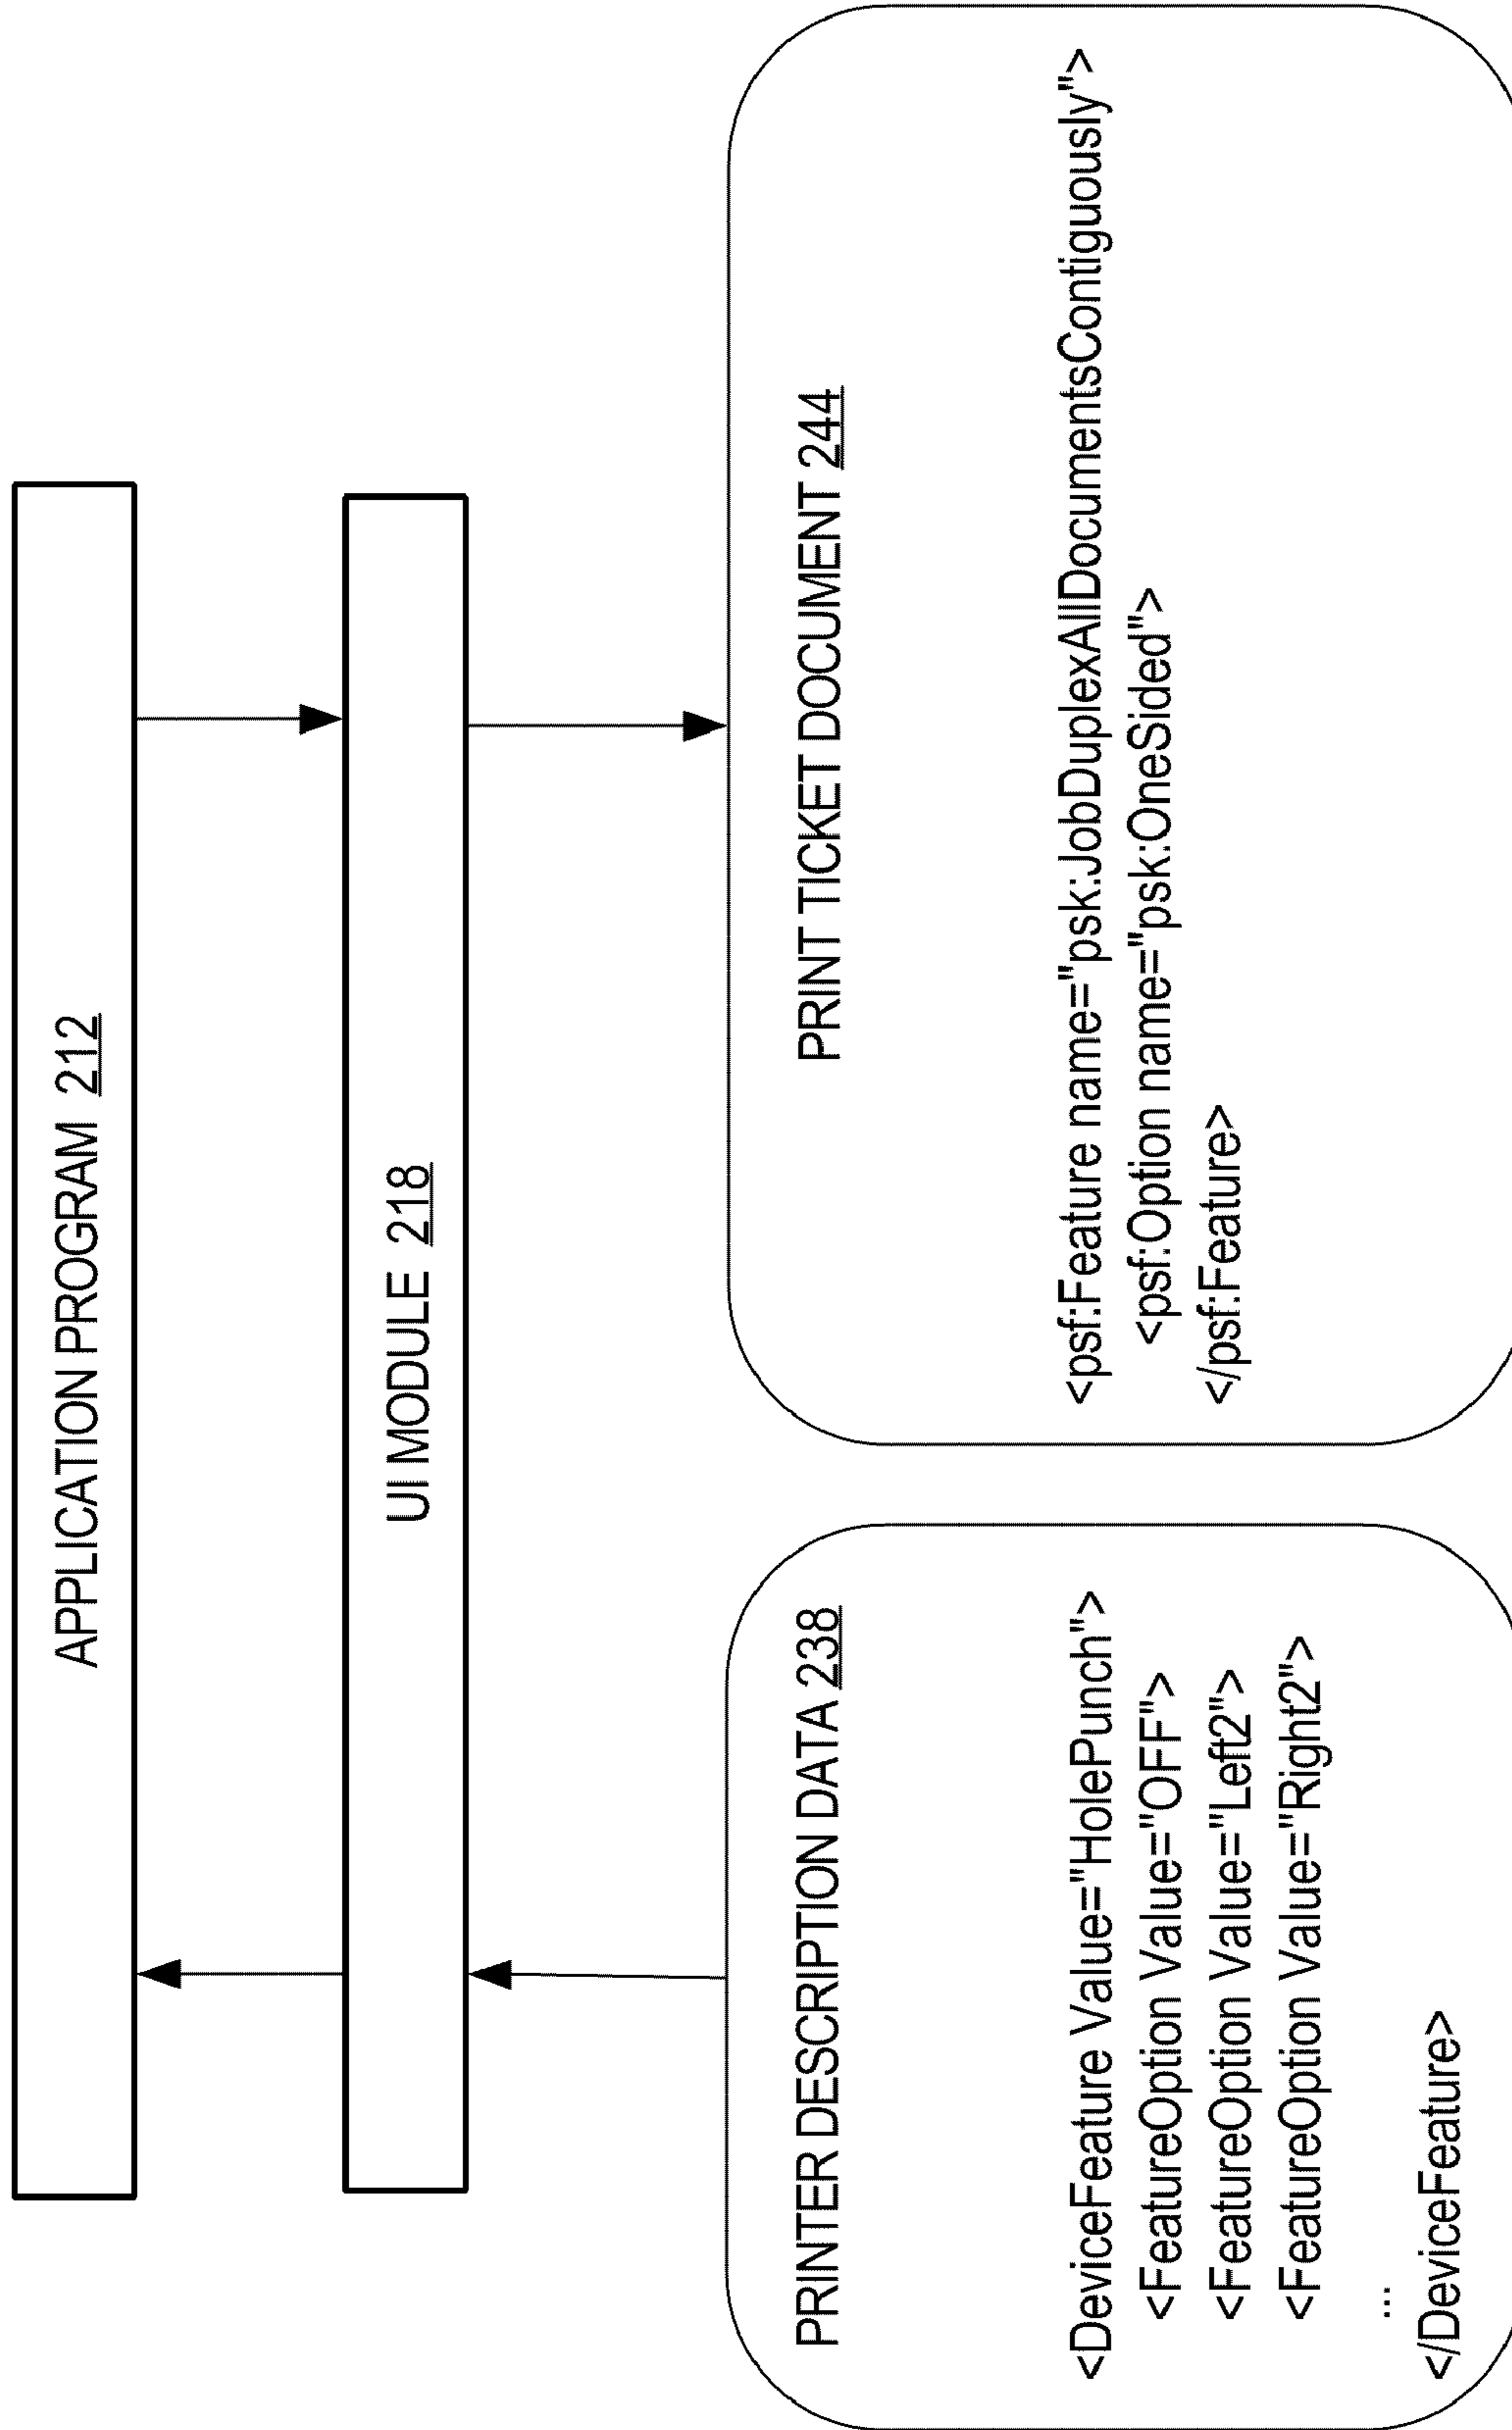 APPLICATION PROGRAM 212
UI MODULE 218
PRINTER DESCRIPTION DATA 238
<DeviceFeature Value="HolePunch">
<FeatureOption Value="OFF">
<FeatureOption Value="Left2">
<FeatureOption Value="Right2">
...
</DeviceFeature>
PRINT TICKET DOCUMENT 244
<psf:Feature name="psk:JobDuplexAllDocumentsContiguously">
<psf:Option name="psk:OneSided">
</psf:Feature>